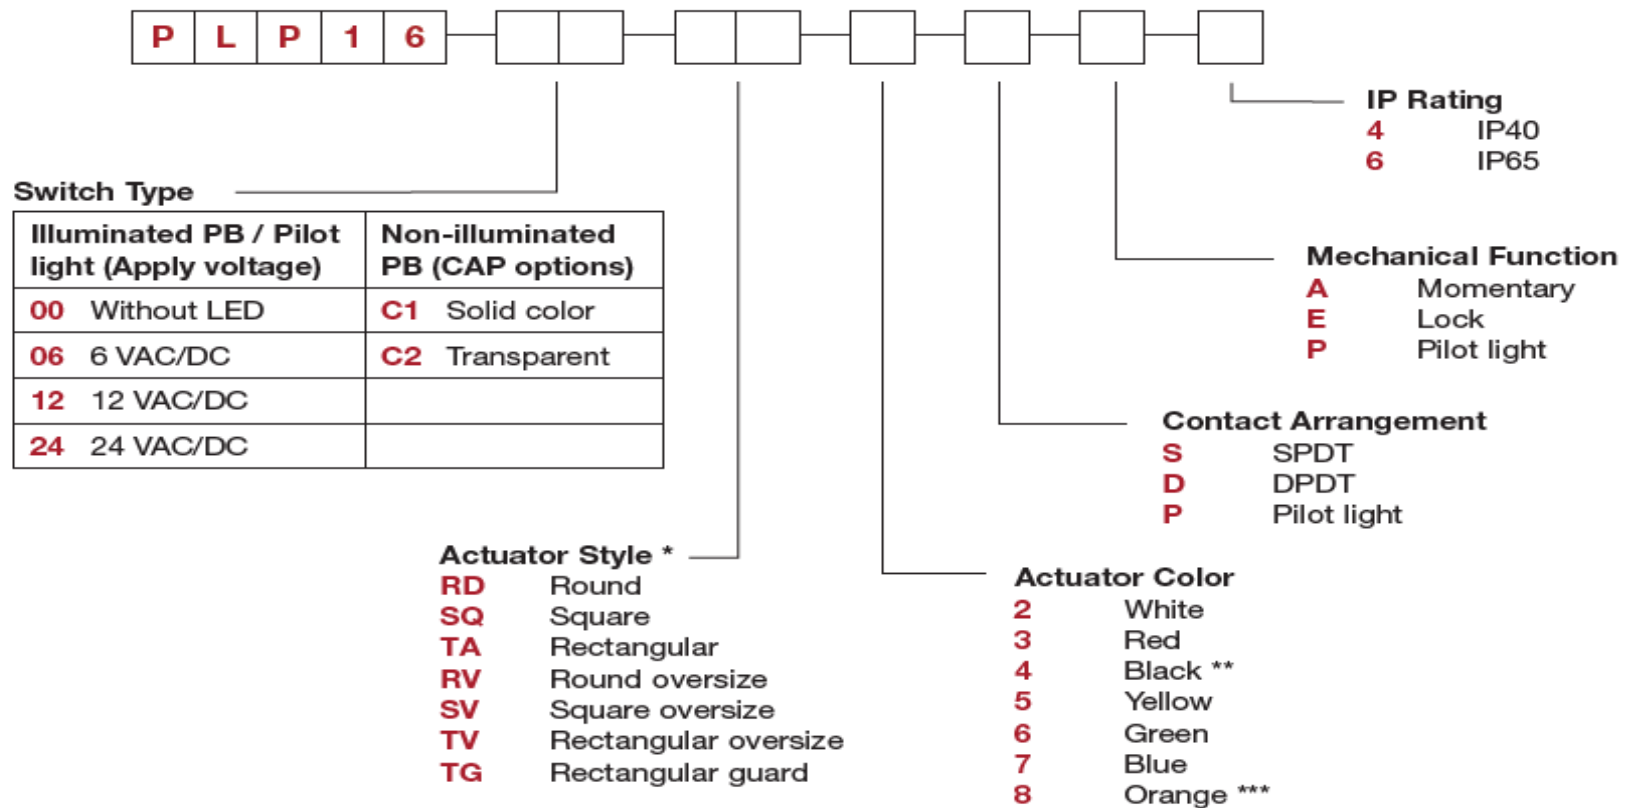 P L P 1 6
IP Rating
4 IP40
6 IP65
Switch Type
Illuminated PB / Pilot light (Apply voltage)
Non-illuminated PB (CAP options)
00 Without LED
C1 Solid color
06 6 VAC/DC
C2 Transparent
12 12 VAC/DC
24 24 VAC/DC
Mechanical Function
A Momentary
E Lock
P Pilot light
Contact Arrangement
S SPDT
D DPDT
P Pilot light
Actuator Style *
RD Round
SQ Square
TA Rectangular
RV Round oversize
SV Square oversize
TV Rectangular oversize
TG Rectangular guard
Actuator Color
2 White
3 Red
4 Black **
5 Yellow
6 Green
7 Blue
8 Orange ***